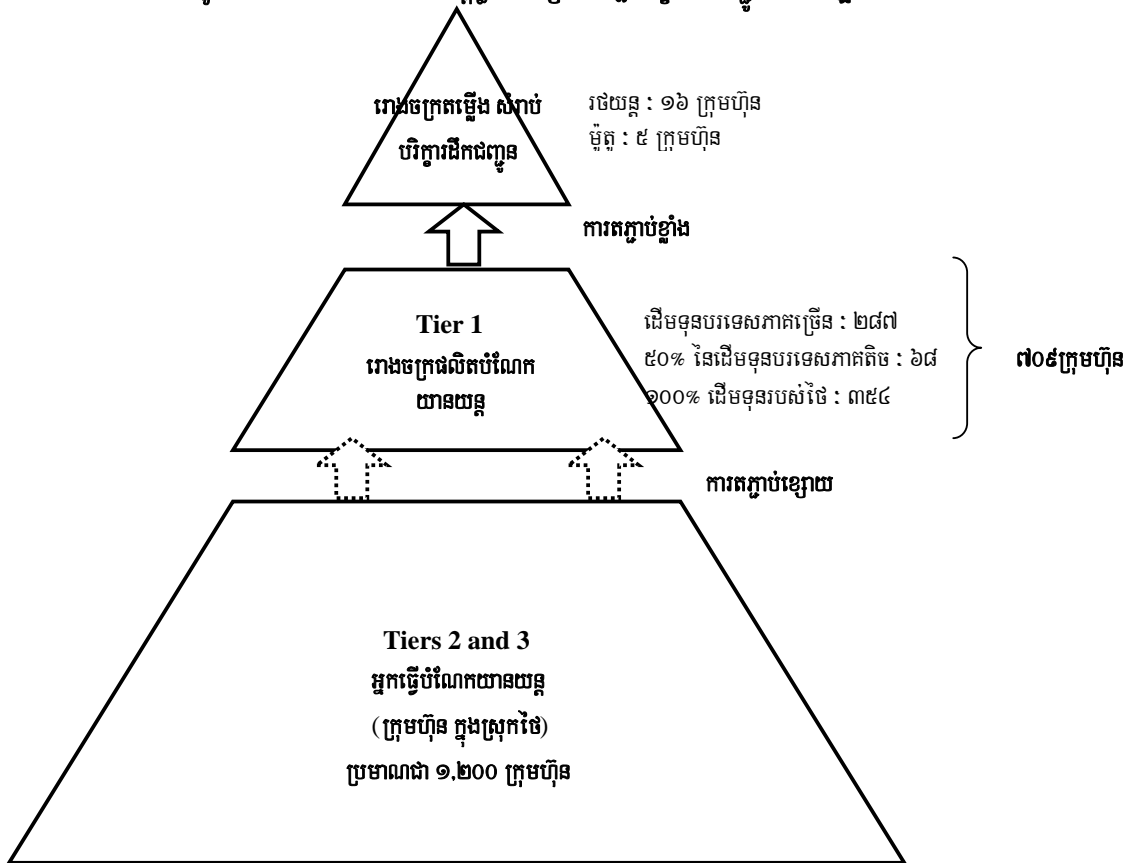 រោងចក្រតម្លើង សំរាប់
បរិក្ខារដឹកជញ្ជូន
រថយន្ត : ១៦ ក្រុមហ៊ុន
ម៉ូតូ : ៥ ក្រុមហ៊ុន
ការតភ្ជាប់ខ្លាំង
Tier 1
រោងចក្រផលិតបំណែក
យានយន្ត
ដើមទុនបរទេសភាគច្រើន : ២៨៧
៥០% នៃដើមទុនបរទេសភាគតិច : ៦៨
១០០% ដើមទុនរបស់ថៃ : ៣៥៤
៧០៩ក្រុមហ៊ុន
ការតភ្ជាប់ខ្សោយ
Tiers 2 and 3
អ្នកធ្វើបំណែកយានយន្ត
(ក្រុមហ៊ុន ក្នុងស្រុកថៃ)
ប្រមាណជា ១,២០០ ក្រុមហ៊ុន